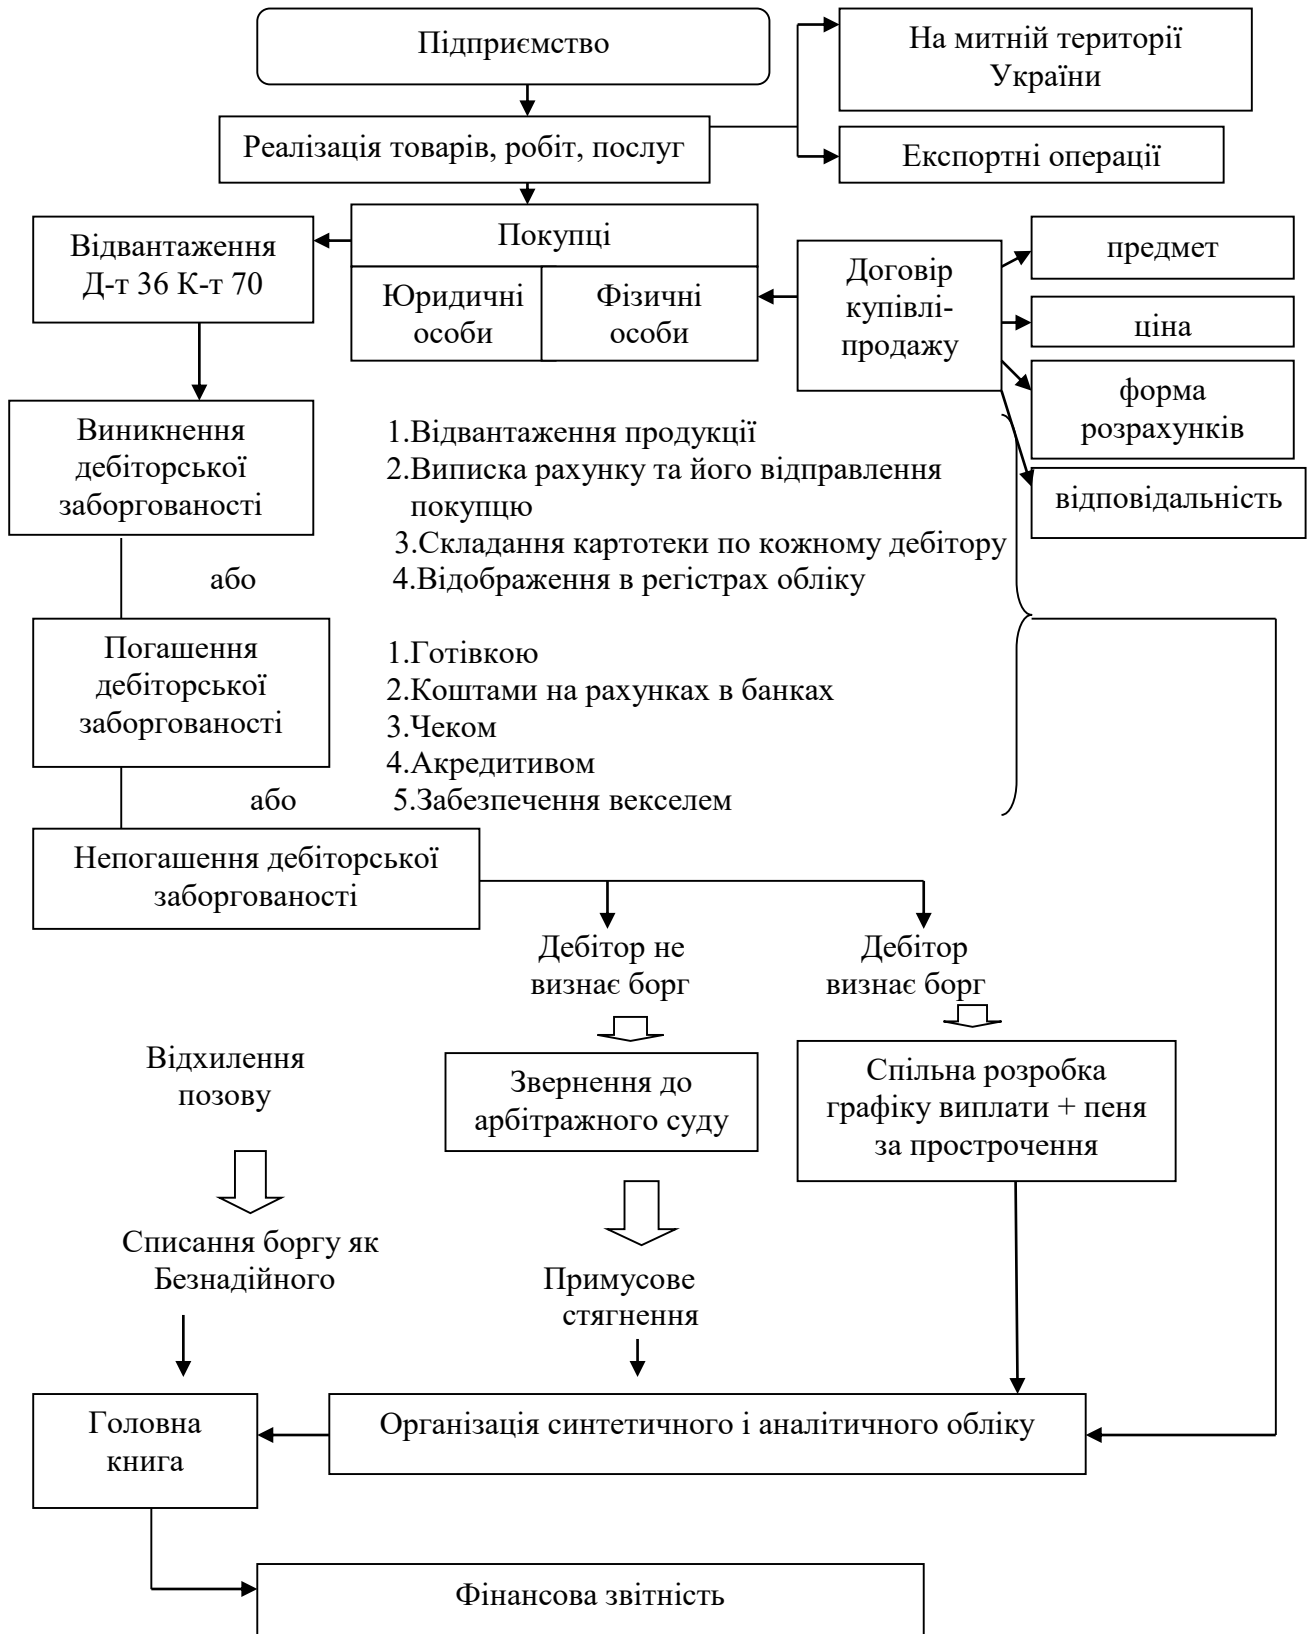 Підприємство
На митній території
України
Реалізація товарів, робіт, послуг
Експортні операції
Відвантаження
Д-т 36 К-т 70
Покупці
Юридичні
особи
Фізичні
особи
Договір
купівлі-
продажу
предмет
ціна
форма
розрахунків
відповідальність
Виникнення
дебіторської
заборгованості
1.Відвантаження продукції
2.Виписка рахунку та його відправлення
покупцю
3.Складання картотеки по кожному дебітору
4.Відображення в регістрах обліку
або
Погашення
дебіторської
заборгованості
1.Готівкою
2.Коштами на рахунках в банках
3.Чеком
4.Акредитивом
5.Забезпечення векселем
або
Непогашення дебіторської
заборгованості
Дебітор не
визнає борг
Дебітор
визнає борг
Відхилення
позову
Звернення до
арбітражного суду
Спільна розробка
графіку виплати + пеня
за прострочення
Списання боргу як
Безнадійного
Примусове
стягнення
Головна
книга
Організація синтетичного і аналітичного обліку
Фінансова звітність